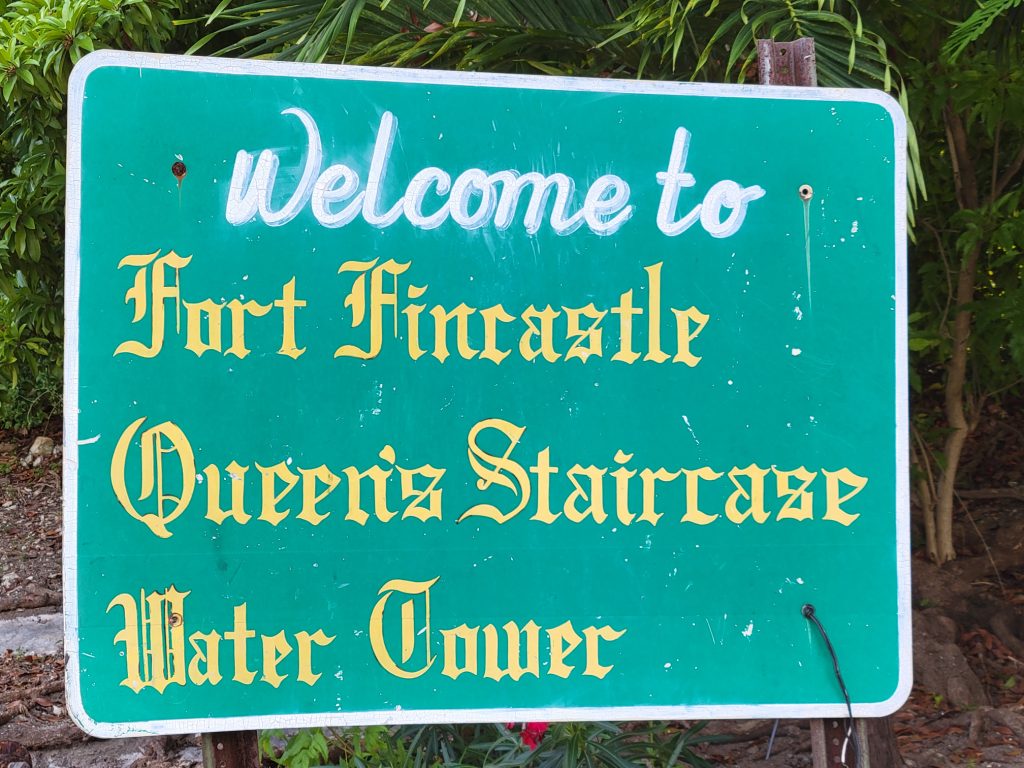 Welcome to
Fort Fincastle
Queen's Staircase
Water Tower